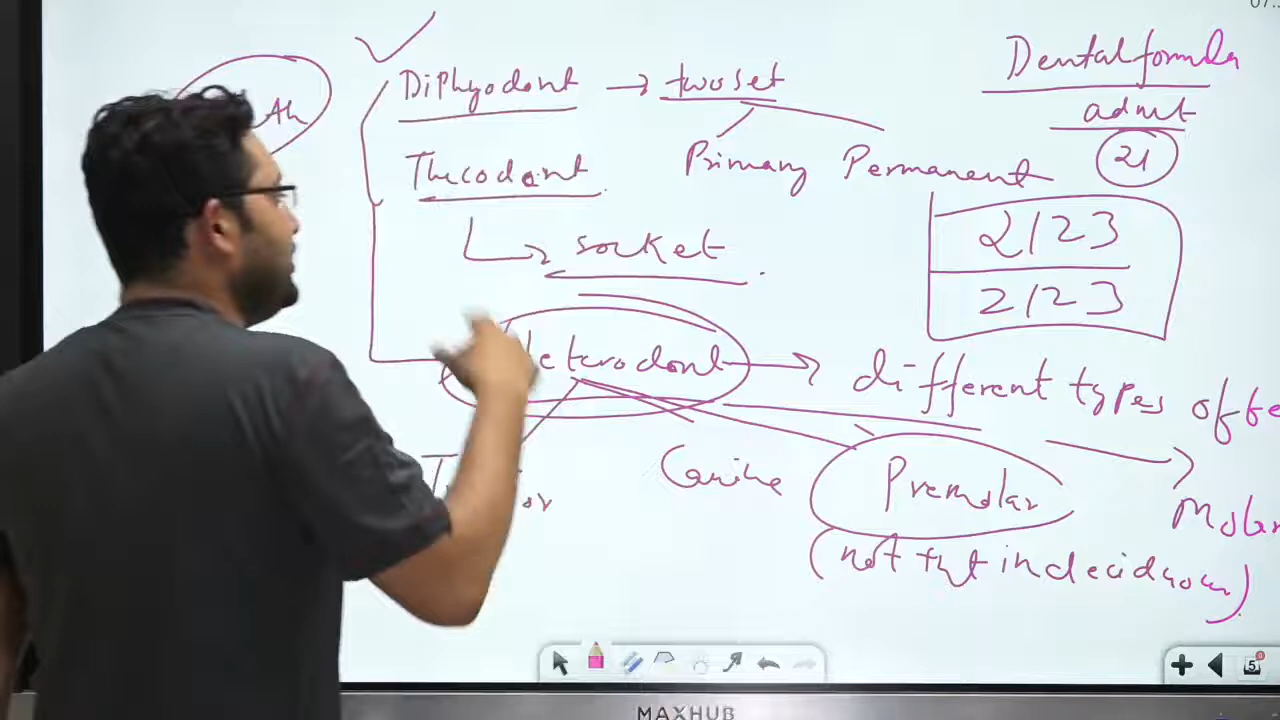 Diphyodont → two set
Primary Permanent
Thecodont
socket
Heterodont → different types of te
Canine
Premolar
Molar
(not
in deciduous)
Dental formula
adult
21
2123
2123
MAXHUB
5